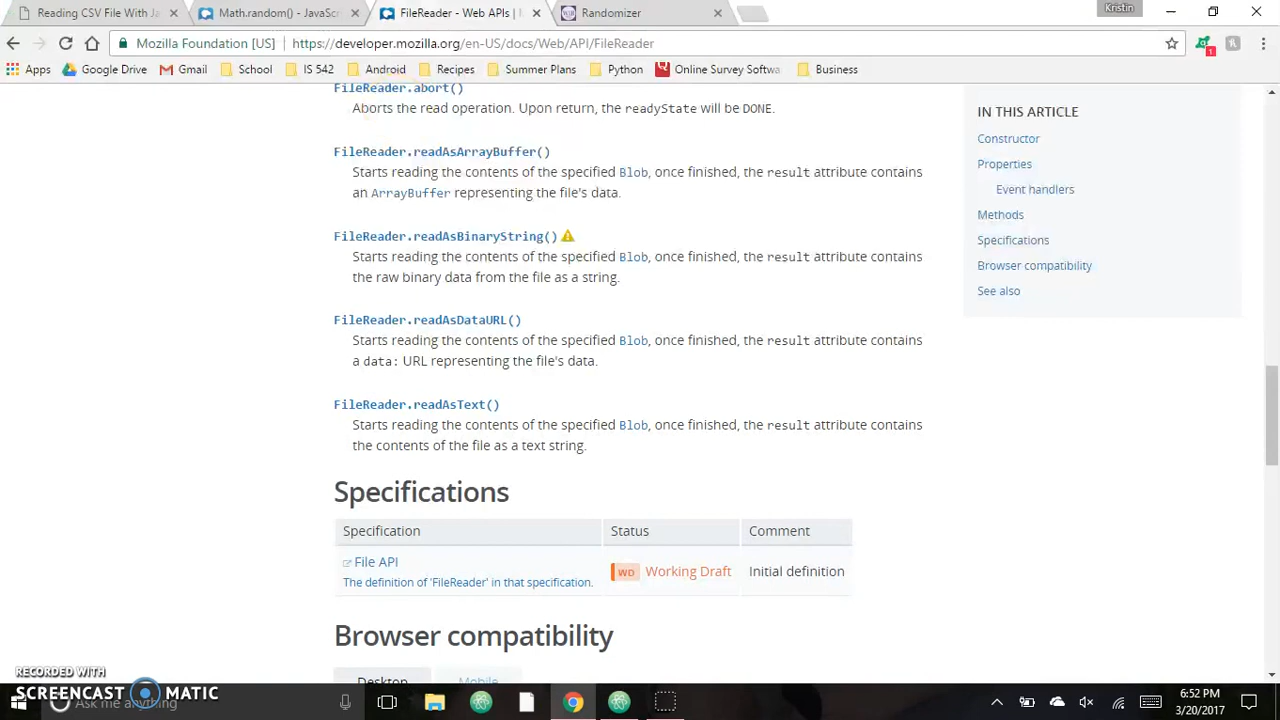 Reading CSV File With Ja
Math.random() - JavaScri
FileReader - Web APIs |
Randomizer
Kristin
Mozilla Foundation [US]
https://developer.mozilla.org/en-US/docs/Web/API/FileReader
1
Apps
Google Drive
Gmail
School
IS 542
Android
Recipes
Summer Plans
Python
Online Survey Softwa
Business
FileReader.abort()
Aborts the read operation. Upon return, the readyState will be DONE.
FileReader.readAsArrayBuffer()
Starts reading the contents of the specified Blob, once finished, the result attribute contains
an ArrayBuffer representing the file's data.
FileReader.readAsBinaryString()
Starts reading the contents of the specified Blob, once finished, the result attribute contains
the raw binary data from the file as a string.
FileReader.readAsDataURL()
Starts reading the contents of the specified Blob, once finished, the result attribute contains
a data: URL representing the file's data.
FileReader.readAsText()
Starts reading the contents of the specified Blob, once finished, the result attribute contains
the contents of the file as a text string.
Specifications
Specification Status Comment
File API
The definition of 'FileReader' in that specification.
WD Working Draft
Initial definition
Browser compatibility
Desktop Mobile
IN THIS ARTICLE
Constructor
Properties
Event handlers
Methods
Specifications
Browser compatibility
See also
RECORDED WITH
SCREENCAST MATIC
Ask me anything
6:52 PM
3/20/2017